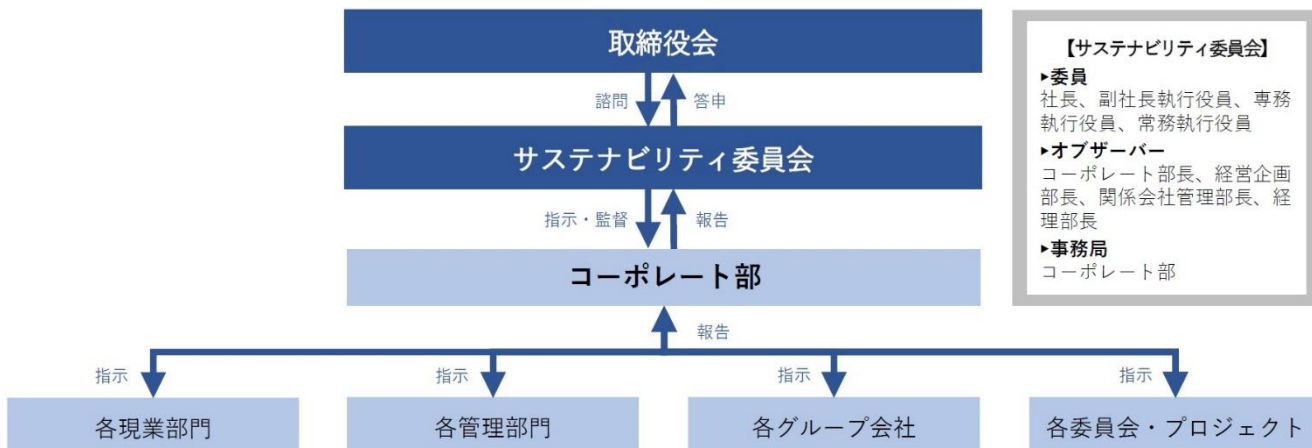 取締役会
諮問
答申
サステナビリティ委員会
指示・監督
報告
コーポレート部
報告
指示
指示
指示
指示
各現業部門
各管理部門
各グループ会社
各委員会・プロジェクト
【サステナビリティ委員会】
▸委員
社長、副社長執行役員、専務
執行役員、常務執行役員
▸オブザーバー
コーポレート部長、経営企画
部長、関係会社管理部長、経
理部長
▸事務局
コーポレート部